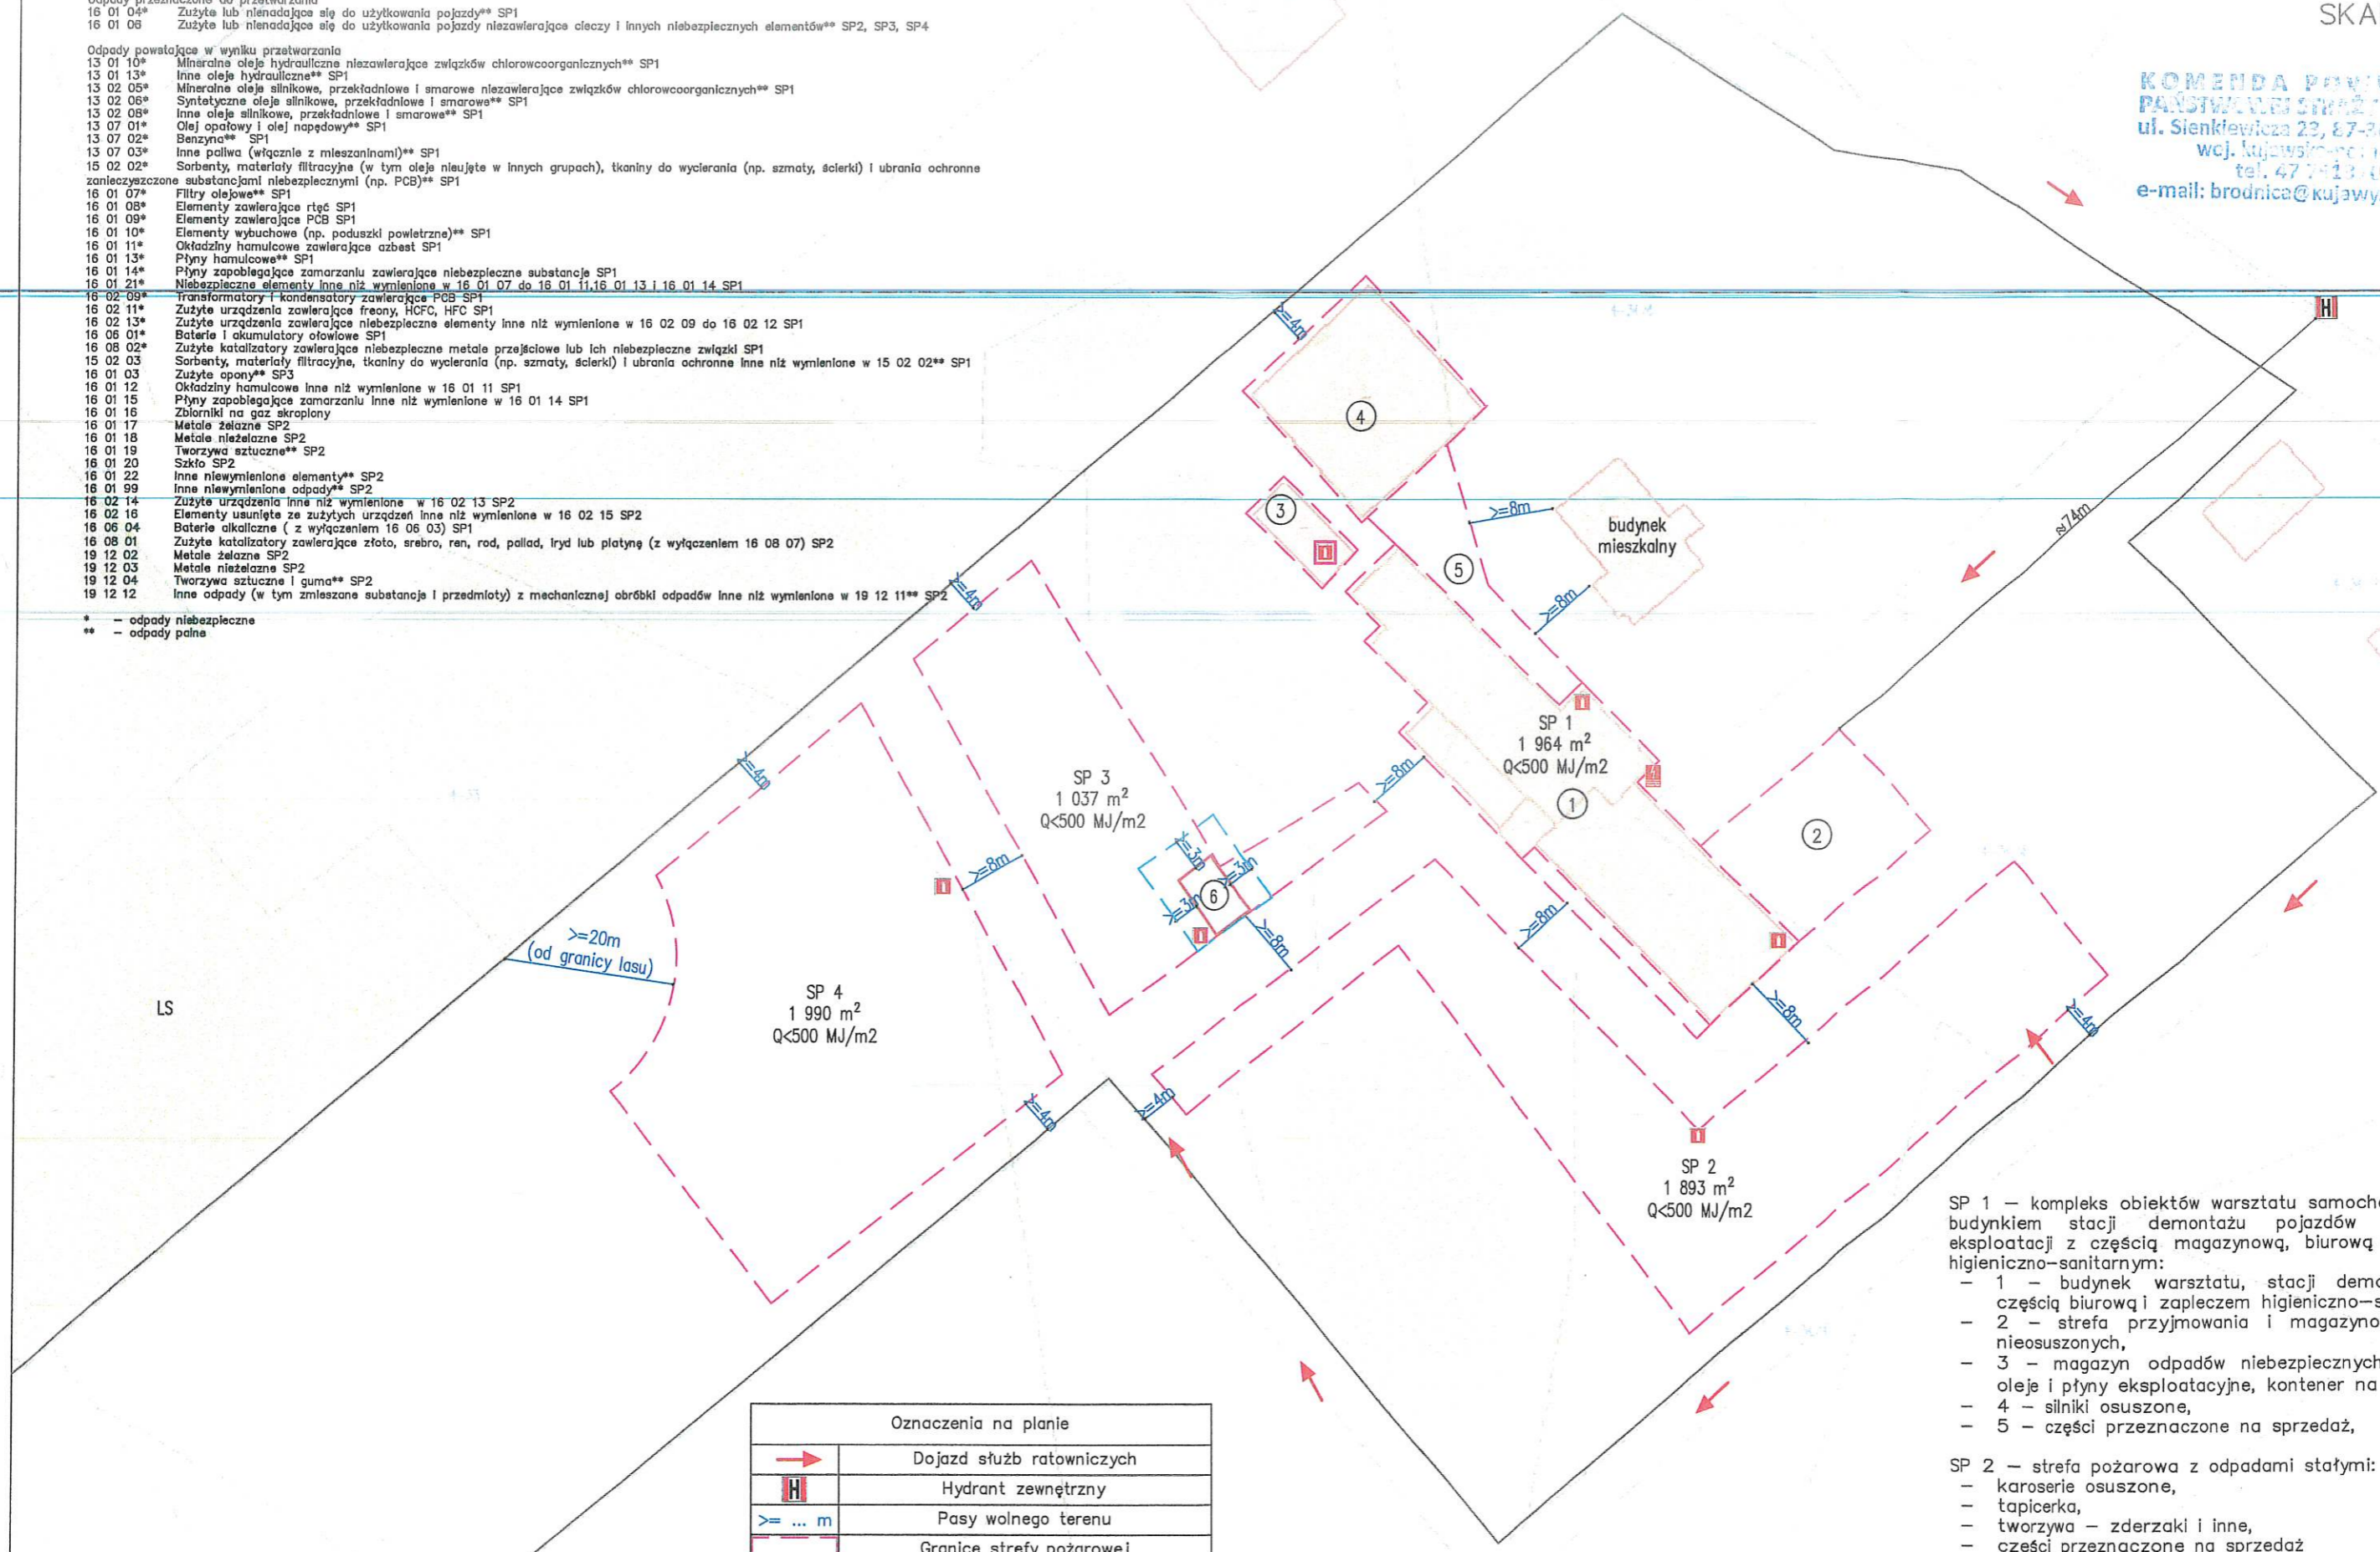 Odpady przeznaczone do przetwarzania
16 01 04* Zużyte lub nienadające się do użytkowania pojazdy** SP1
16 01 06 Zużyte lub nienadające się do użytkowania pojazdy niezawierające cieczy i innych niebezpiecznych elementów** SP2, SP3, SP4
Odpady powstające w wyniku przetwarzania
13 01 10* Mineralne oleje hydrauliczne niezawierające związków chlorowcoorganicznych** SP1
13 01 13* Inne oleje hydrauliczne** SP1
13 02 05* Mineralne oleje silnikowe, przekładniowe i smarowe niezawierające związków chlorowcoorganicznych** SP1
13 02 06* Syntetyczne oleje silnikowe, przekładniowe i smarowe** SP1
13 02 08* Inne oleje silnikowe, przekładniowe i smarowe** SP1
13 07 01* Olej opałowy i olej napędowy** SP1
13 07 02* Benzyna** SP1
13 07 03* Inne paliwa (włącznie z mieszaninami)** SP1
15 02 02* Sorbenty, materiały filtracyjne (w tym oleje nieujęte w innych grupach), tkaniny do wycierania (np. szmaty, ścierki) i ubrania ochronne
zanieczyszczone substancjami niebezpiecznymi (np. PCB)** SP1
16 01 07* Filtry olejowe** SP1
16 01 08* Elementy zawierające rtęć SP1
16 01 09* Elementy zawierające PCB SP1
16 01 10* Elementy wybuchowe (np. poduszki powietrzne)** SP1
16 01 11* Okładziny hamulcowe zawierające azbest SP1
16 01 13* Płyny hamulcowe** SP1
16 01 14* Płyny zapobiegające zamarzaniu zawierające niebezpieczne substancje SP1
16 01 21* Niebezpieczne elementy inne niż wymienione w 16 01 07 do 16 01 11,16 01 13 i 16 01 14 SP1
16 02 09* Transformatory i kondensatory zawierające PCB SP1
16 02 11* Zużyte urządzenia zawierające freony, HCFC, HFC SP1
16 02 13* Zużyte urządzenia zawierające niebezpieczne elementy inne niż wymienione w 16 02 09 do 16 02 12 SP1
16 06 01* Baterie i akumulatory ołowiowe SP1
16 08 02* Zużyte katalizatory zawierające niebezpieczne metale przejściowe lub ich niebezpieczne związki SP1
15 02 03 Sorbenty, materiały filtracyjne, tkaniny do wycierania (np. szmaty, ścierki) i ubrania ochronne inne niż wymienione w 15 02 02** SP1
16 01 03 Zużyte opony** SP3
16 01 12 Okładziny hamulcowe inne niż wymienione w 16 01 11 SP1
16 01 15 Płyny zapobiegające zamarzaniu inne niż wymienione w 16 01 14 SP1
16 01 16 Zbiorniki na gaz skroplony
16 01 17 Metale żelazne SP2
16 01 18 Metale nieżelazne SP2
16 01 19 Tworzywa sztuczne** SP2
16 01 20 Szkło SP2
16 01 22 Inne niewymienione elementy** SP2
16 01 99 Inne niewymienione odpady** SP2
16 02 14 Zużyte urządzenia inne niż wymienione w 16 02 13 SP2
16 02 16 Elementy usunięte ze zużytych urządzeń inne niż wymienione w 16 02 15 SP2
16 06 04 Baterie alkaliczne ( z wyłączeniem 16 06 03) SP1
16 08 01 Zużyte katalizatory zawierające złoto, srebro, ren, rod, pallad, iryd lub platynę (z wyłączeniem 16 08 07) SP2
19 12 02 Metale żelazne SP2
19 12 03 Metale nieżelazne SP2
19 12 04 Tworzywa sztuczne i guma** SP2
19 12 12 Inne odpady (w tym zmieszane substancje i przedmioty) z mechanicznej obróbki odpadów inne niż wymienione w 19 12 11** SP2
* – odpady niebezpieczne
** – odpady palne
SKA
KOMENDA
ul. Sienkiewicza 23, 87-
woj.
tel. 47
e-mail: brodnica@kujawy
H
>=4m
4
3
>=8m
budynek
mieszkalny
5
>=8m
≈74m
>=4m
>=4m
SP 1
1 964 m²
Q<500 MJ/m2
1
2
>=8m
SP 3
1 037 m²
Q<500 MJ/m2
>=8m
>=3m
>=3m
>=3m
6
>=8m
>=8m
>=8m
>=20m
(od granicy lasu)
LS
SP 4
1 990 m²
Q<500 MJ/m2
>=4m
>=4m
>=4m
SP 2
1 893 m²
Q<500 MJ/m2
Oznaczenia na planie
Dojazd służb ratowniczych
H Hydrant zewnętrzny
>= ... m Pasy wolnego terenu
Granice strefy pożarowej
SP 1 – kompleks obiektów warsztatu samoch
budynkiem stacji demontażu pojazdów
eksploatacji z częścią magazynową, biurową
higieniczno–sanitarnym:
– 1 – budynek warsztatu, stacji dem
częścią biurową i zapleczem higieniczno–s
– 2 – strefa przyjmowania i magazyno
nieosuszonych,
– 3 – magazyn odpadów niebezpiecznych
oleje i płyny eksploatacyjne, kontener na
– 4 – silniki osuszone,
– 5 – części przeznaczone na sprzedaż,
SP 2 – strefa pożarowa z odpadami stałymi:
– karoserie osuszone,
– tapicerka,
– tworzywa – zderzaki i inne,
– części przeznaczone na sprzedaż